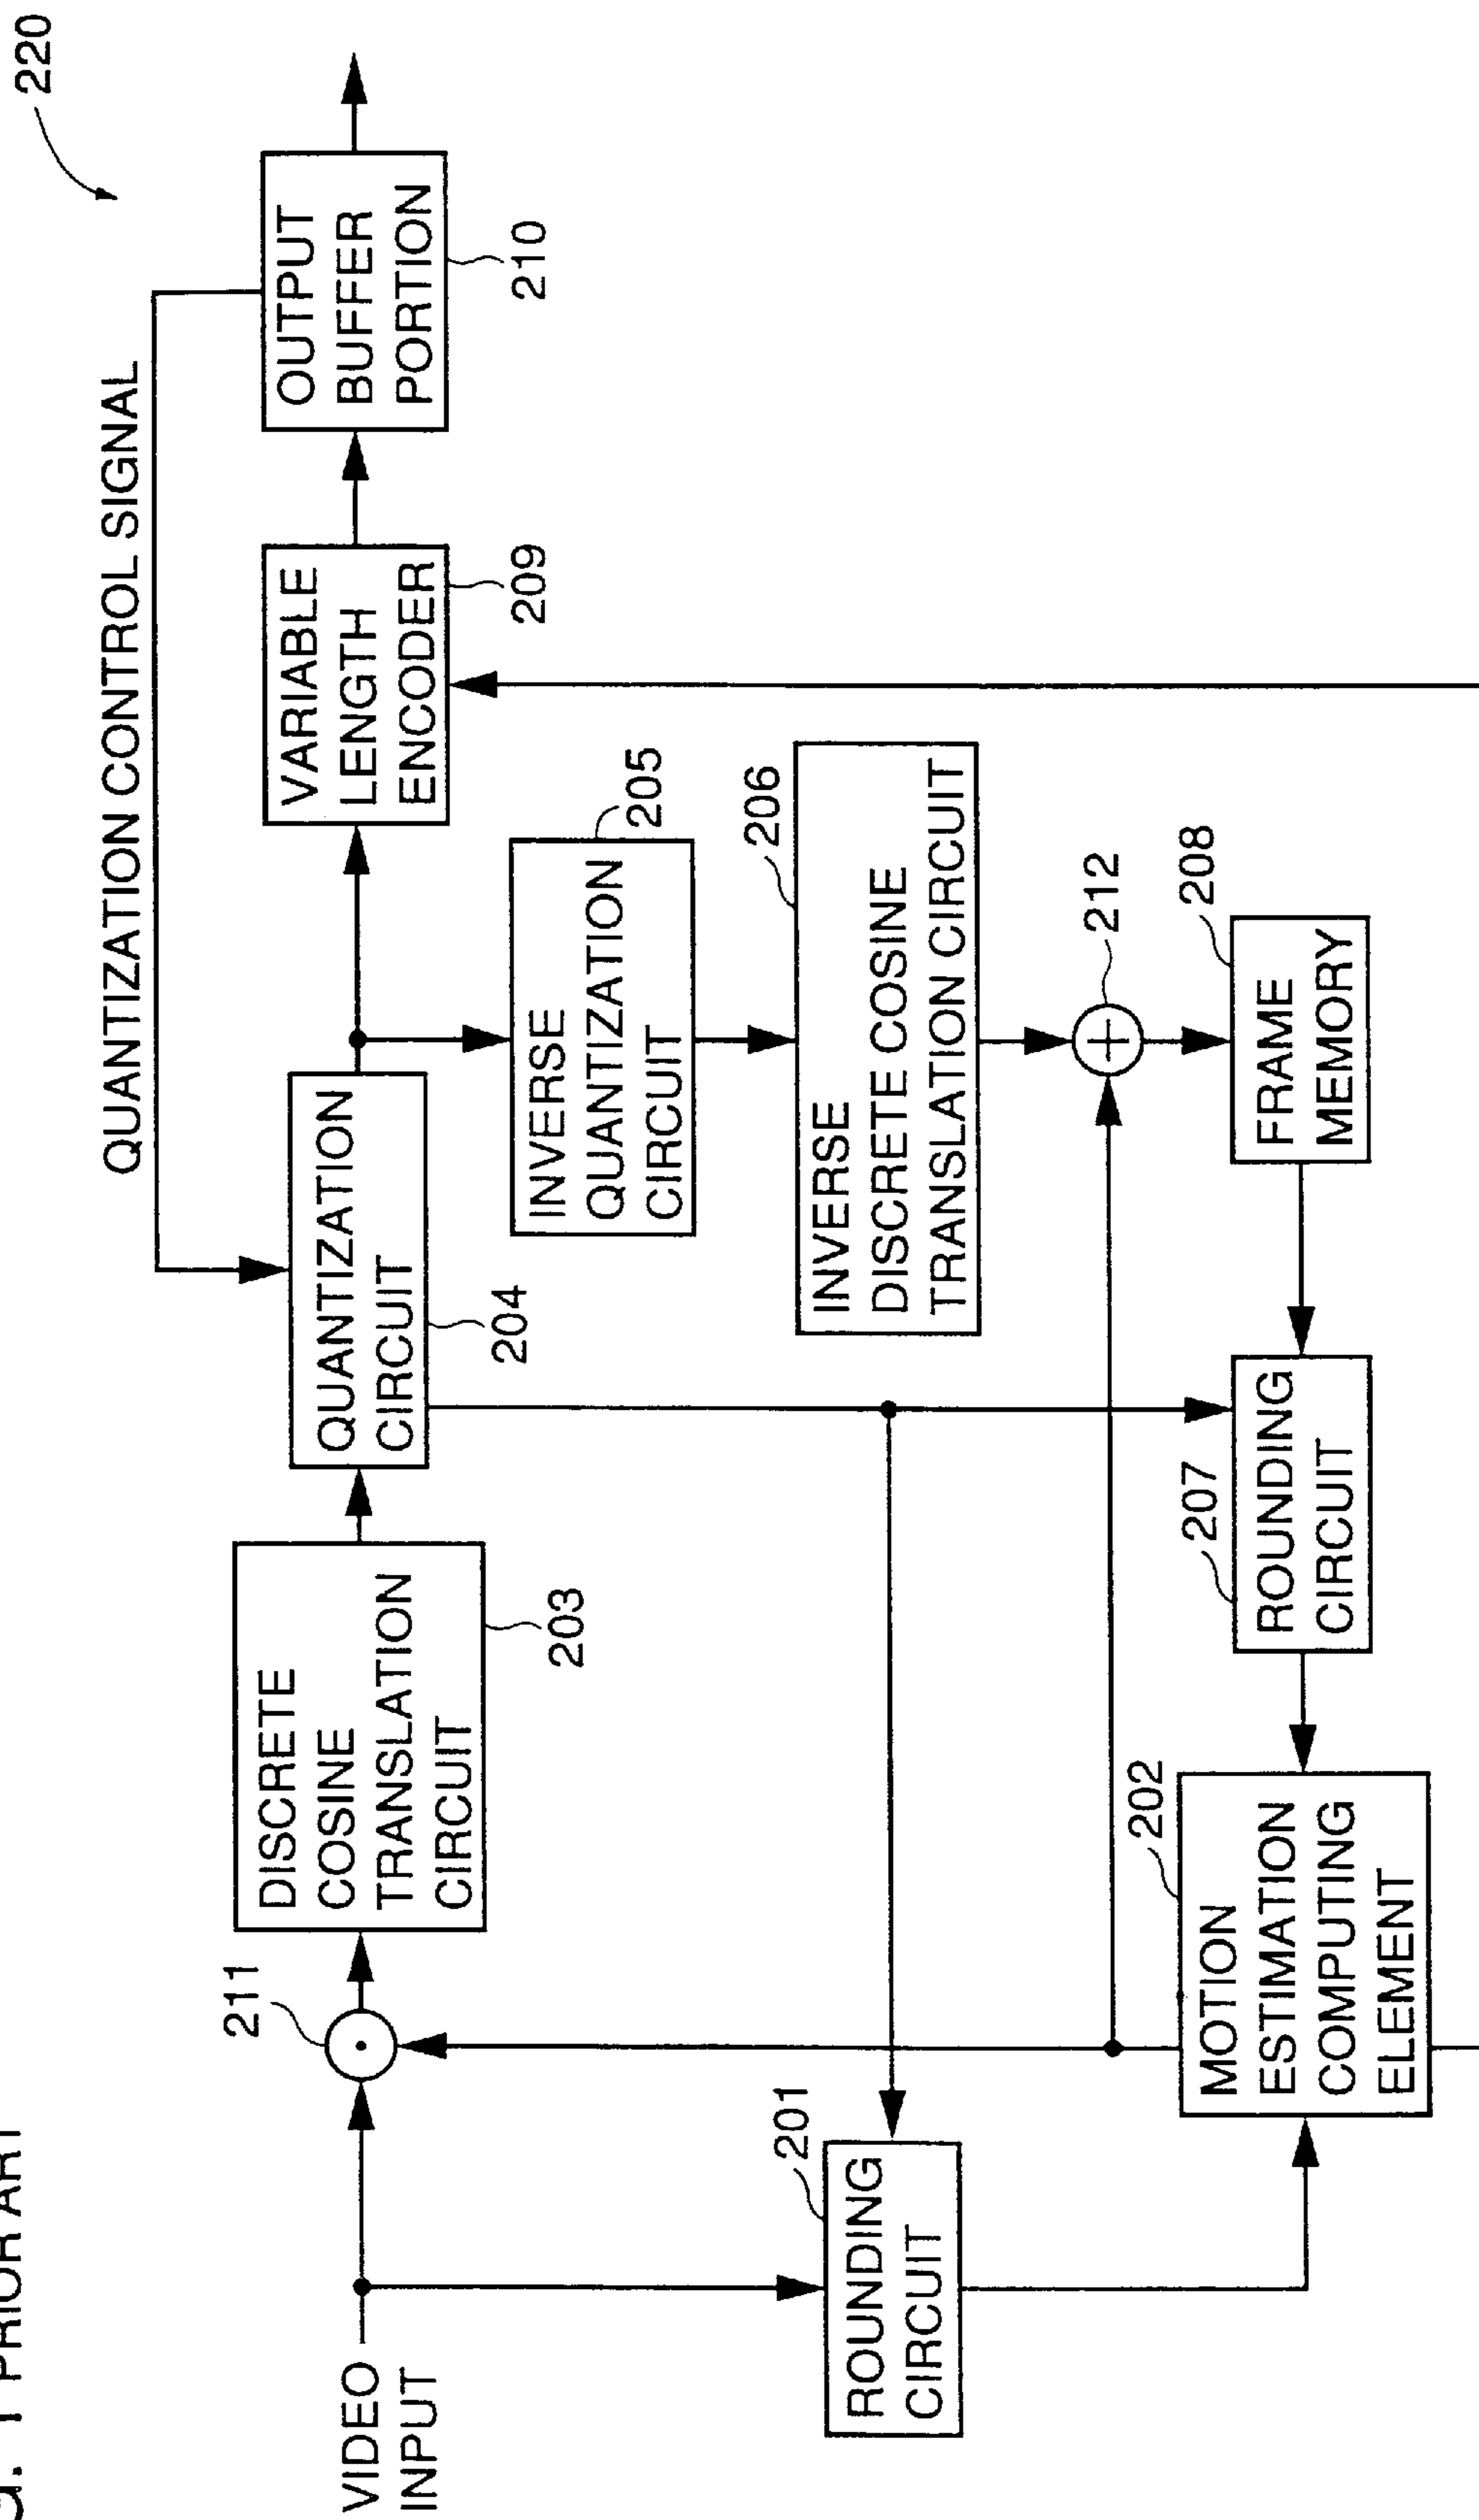 PRIOR ART
220
QUANTIZATION CONTROL SIGNAL
VIDEO
INPUT
211
DISCRETE
COSINE
TRANSLATION
CIRCUIT
203
QUANTIZATION
CIRCUIT
204
VARIABLE
LENGTH
ENCODER
209
OUTPUT
BUFFER
PORTION
210
INVERSE
QUANTIZATION
CIRCUIT
205
INVERSE
DISCRETE COSINE
TRANSLATION CIRCUIT
206
ROUNDING
CIRCUIT
201
212
MOTION
ESTIMATION
COMPUTING
ELEMENT
202
ROUNDING
CIRCUIT
207
FRAME
MEMORY
208